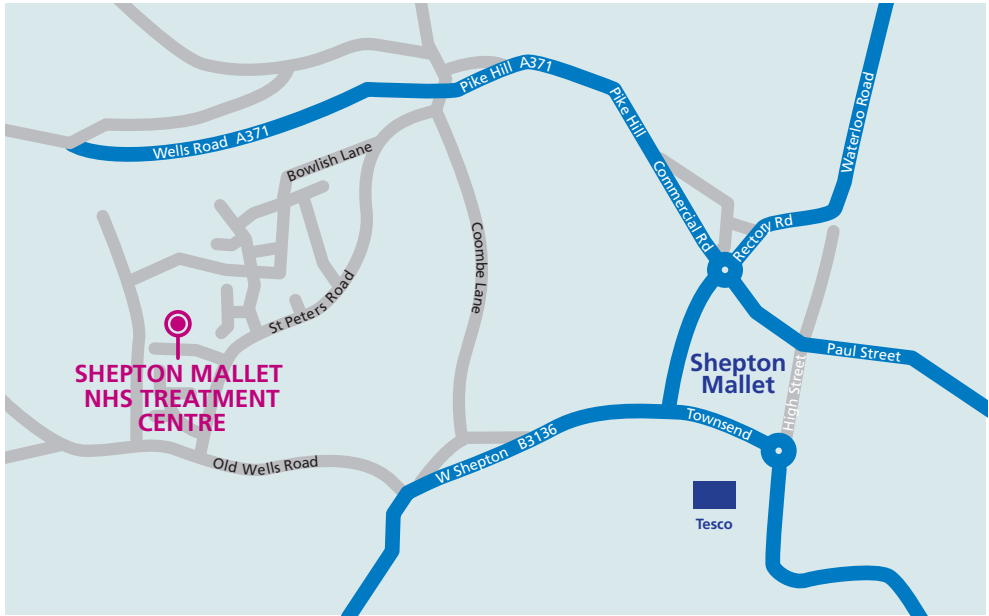 Pike Hill A371
Wells Road A371
Pike Hill
Waterloo Road
Bowlish Lane
Commercial Rd
Rectory Rd
Coombe Lane
St Peters Road
SHEPTON MALLET
NHS TREATMENT
CENTRE
Shepton
Mallet
Paul Street
High Street
Townsend
W Shepton B3136
Old Wells Road
Tesco